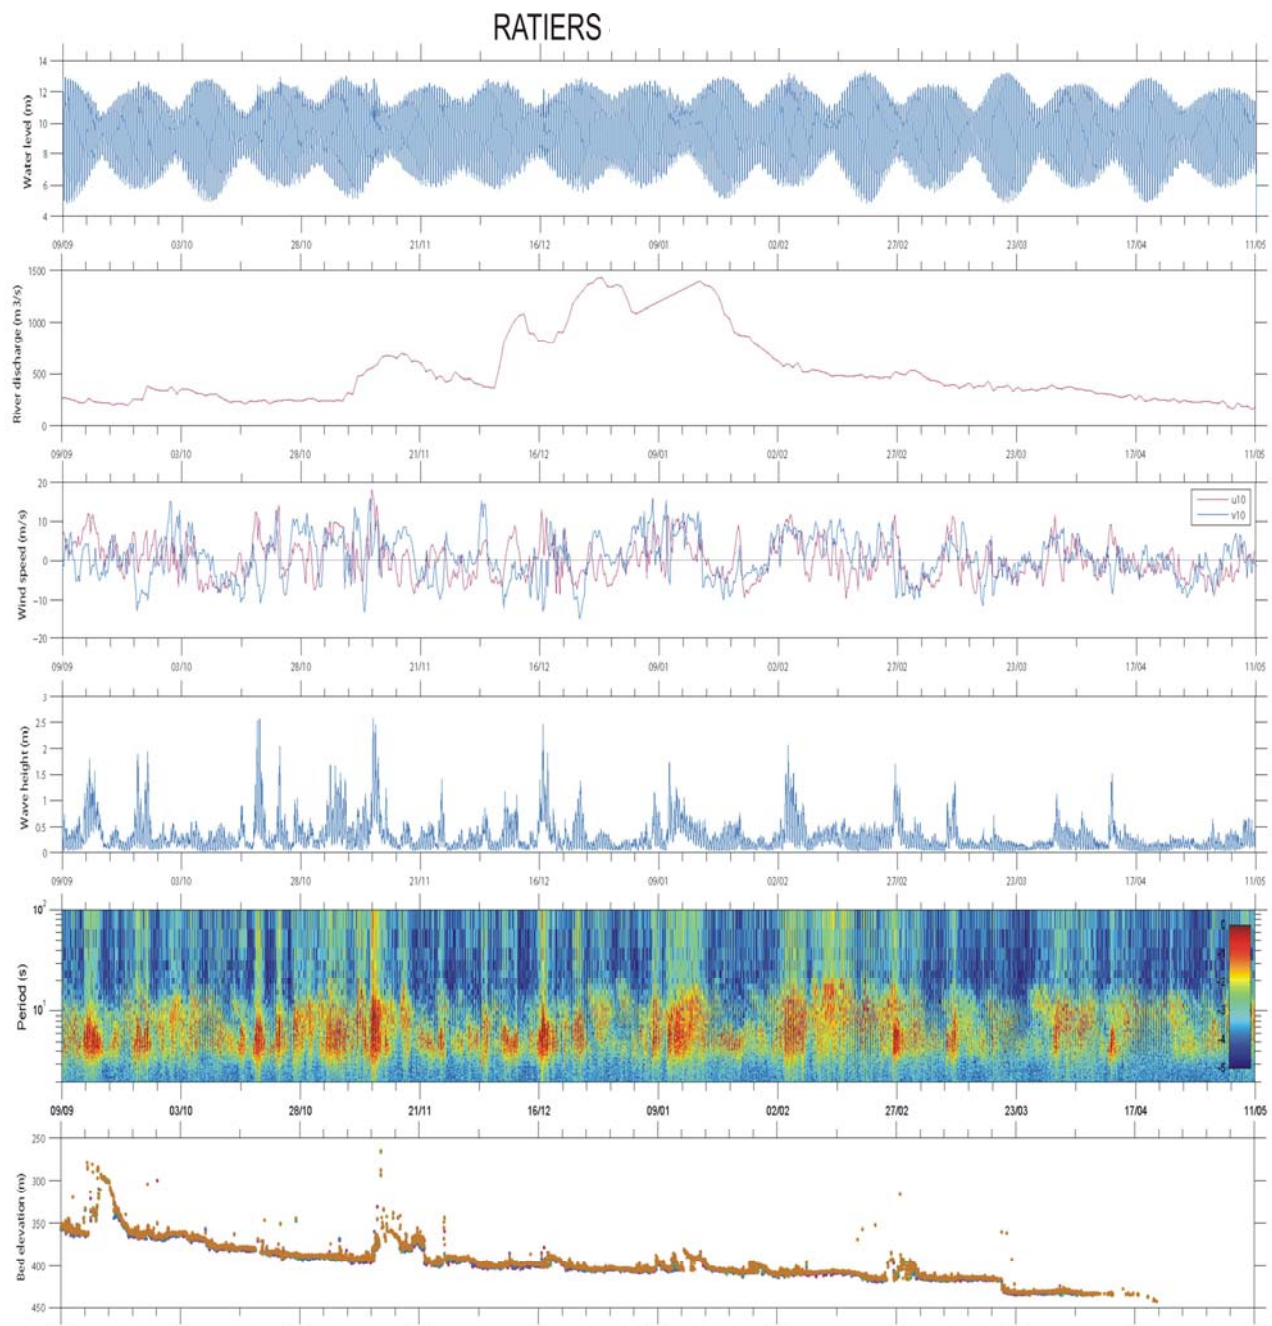 RATIERS
Water level (m)
14
12
10
8
6
4
09/09 03/10 28/10 21/11 16/12 09/01 02/02 27/02 23/03 17/04 11/05
River discharge (m3/s)
1500
1000
500
0
09/09 03/10 28/10 21/11 16/12 09/01 02/02 27/02 23/03 17/04 11/05
Wind speed (m/s)
20
10
0
−10
−20
u10
v10
09/09 03/10 28/10 21/11 16/12 09/01 02/02 27/02 23/03 17/04 11/05
Wave height (m)
3
2.5
2
1.5
1
0.5
0
09/09 03/10 28/10 21/11 16/12 09/01 02/02 27/02 23/03 17/04 11/05
Period (s)
10²
10¹
-4
-5
09/09 03/10 28/10 21/11 16/12 09/01 02/02 27/02 23/03 17/04 11/05
Bed elevation (m)
250
300
350
400
450